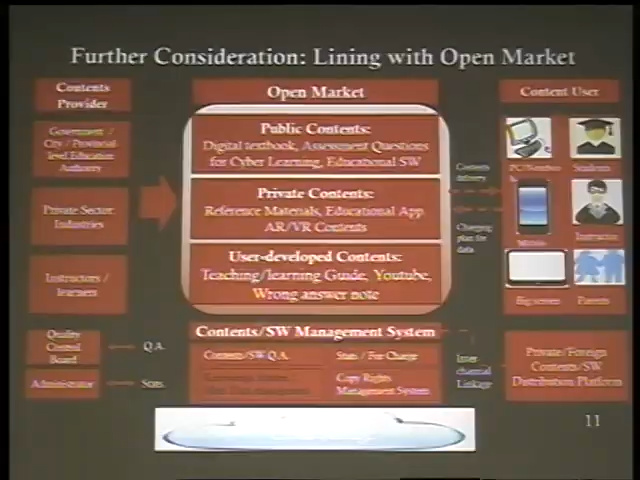 Further Consideration: Lining with Open Market
Contents
Provider
Open Market
Content User
Government /
City / Provincial-
level Education
Authority
Private Sector:
Industries
Instructors /
learners
Public Contents:
Digital textbook, Assessment Questions
for Cyber Learning, Educational SW
Private Contents:
Reference Materials, Educational App
AR/VR Contents
User-developed Contents:
Teaching/learning Guide, Youtube,
Wrong answer note
Contents
delivery
Charging
plan for
data
Students
Instructor
Big screen
Parents
Quality
Control
Board
Q.A.
Administrator
Stats.
Contents/SW Management System
Contents/SW Q.A.
Stats / For Charge
Copy Rights
Management System
Inter
channel
Linkage
Private/Foreign
Contents/SW
Distribution Platform
11